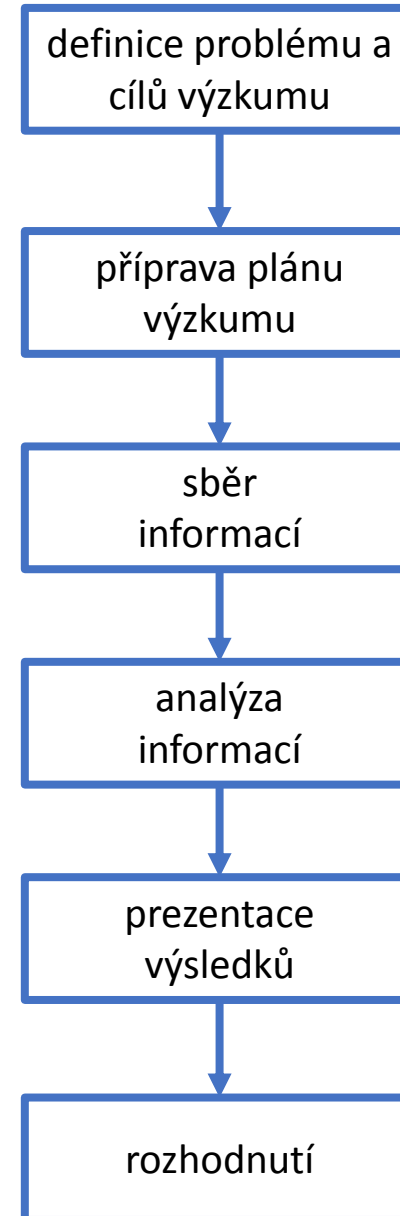 definice problému a
cílů výzkumu
příprava plánu
výzkumu
sběr
informací
analýza
informací
prezentace
výsledků
rozhodnutí